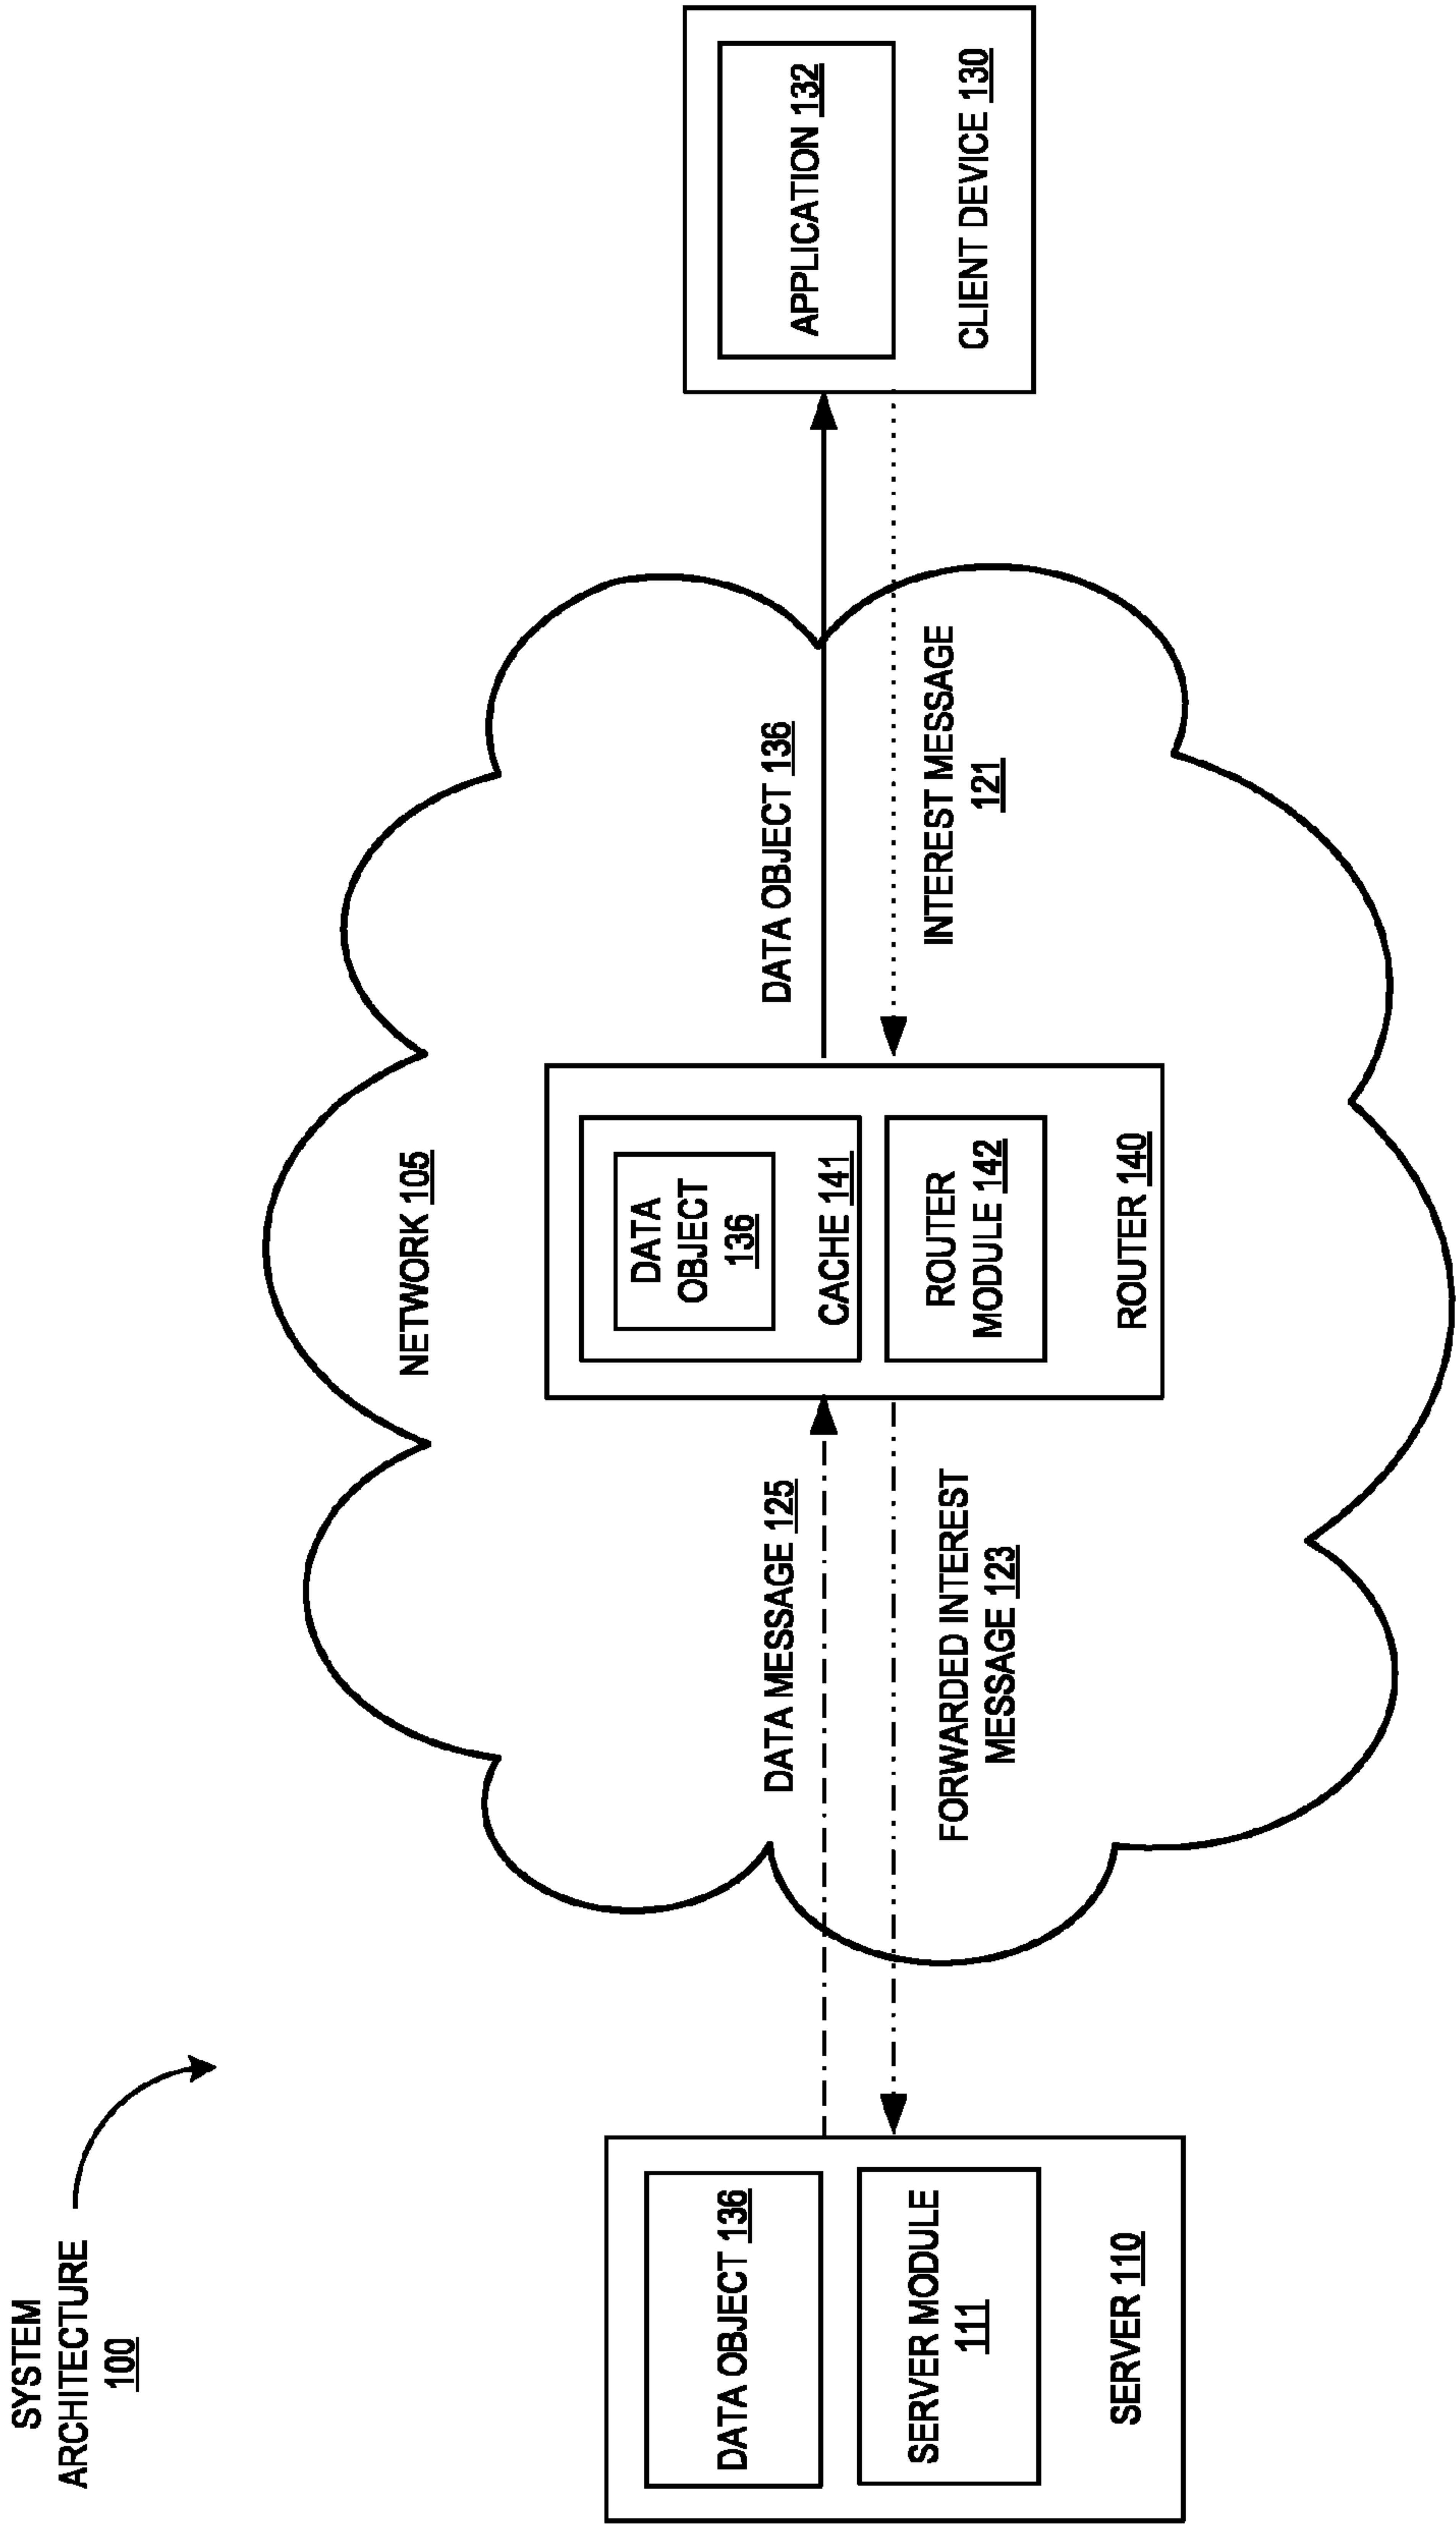 SYSTEM
ARCHITECTURE
100
NETWORK 105
DATA OBJECT 136
SERVER MODULE
111
SERVER 110
DATA MESSAGE 125
FORWARDED INTEREST
MESSAGE 123
DATA
OBJECT
136
CACHE 141
ROUTER
MODULE 142
ROUTER 140
DATA OBJECT 136
INTEREST MESSAGE
121
APPLICATION 132
CLIENT DEVICE 130